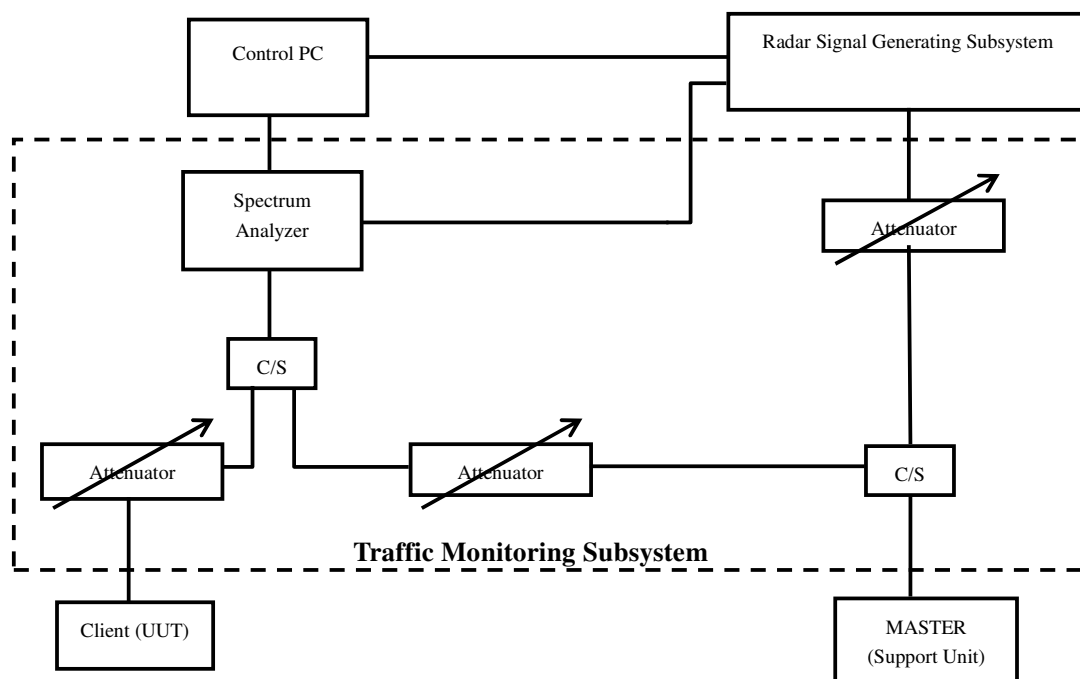 Control PC
Radar Signal Generating Subsystem
Spectrum
Analyzer
Attenuator
C/S
Attenuator
Attenuator
C/S
Traffic Monitoring Subsystem
Client (UUT)
MASTER
(Support Unit)